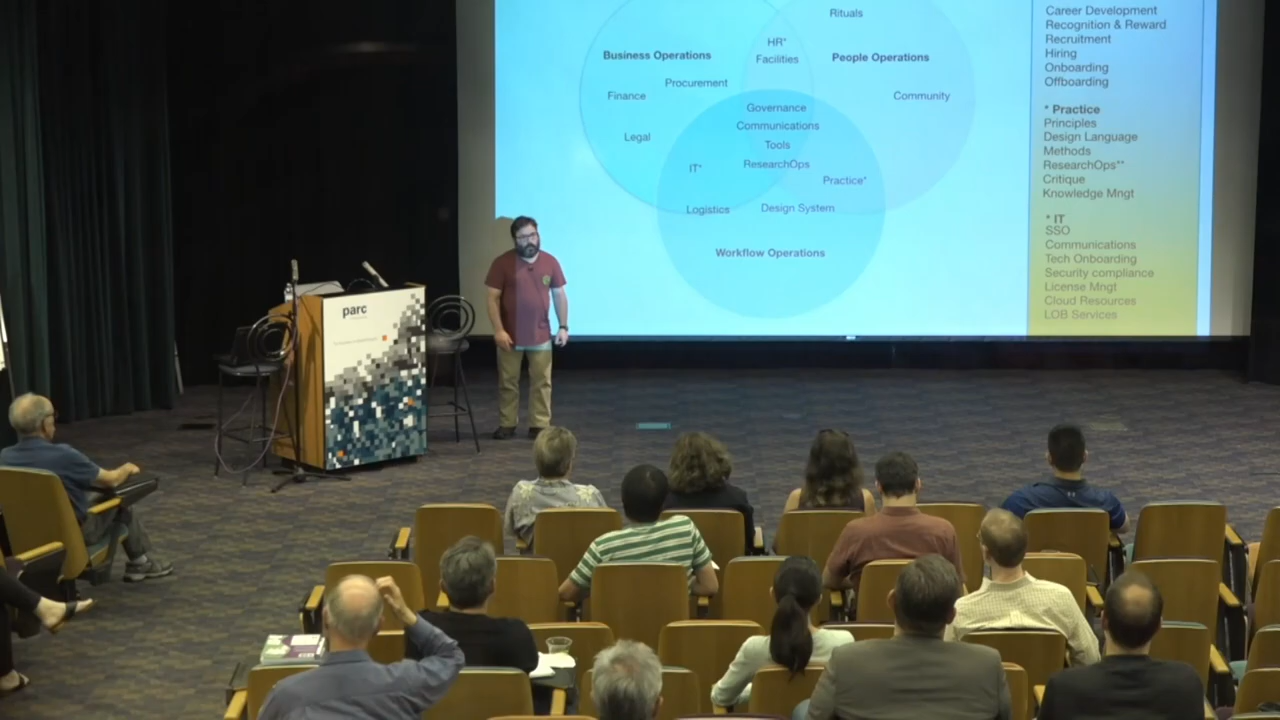 Rituals
HR*
Facilities
Business Operations
People Operations
Procurement
Finance
Community
Governance
Communications
Legal
Tools
ResearchOps
IT*
Practice*
Logistics
Design System
Workflow Operations
Career Development
Recognition & Reward
Recruitment
Hiring
Onboarding
Offboarding
* Practice
Principles
Design Language
Methods
ResearchOps**
Critique
Knowledge Mngt
* IT
SSO
Communications
Tech Onboarding
Security compliance
License Mngt
Cloud Resources
LOB Services
parc